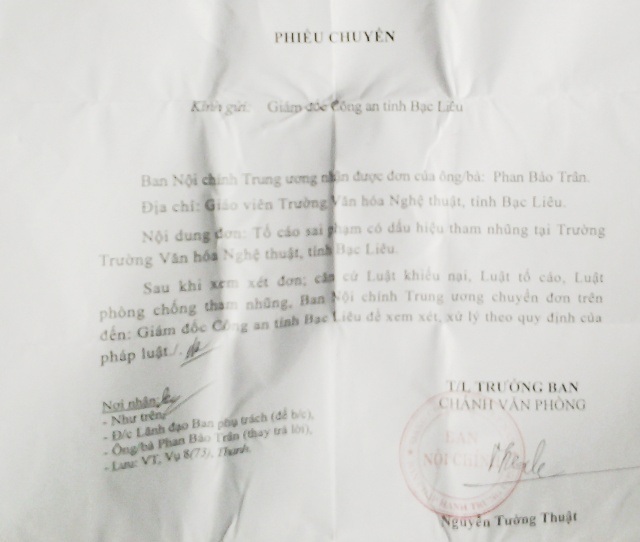 PHIẾU CHUYỂN
Kính gửi: Giám đốc Công an tỉnh Bạc Liêu
Ban Nội chính Trung ương nhận được đơn của ông/bà: Phan Bảo Trân.
Địa chỉ: Giáo viên Trường Văn hóa Nghệ thuật, tỉnh Bạc Liêu.
Nội dung đơn: Tố cáo sai phạm có dấu hiệu tham nhũng tại Trường
Trường Văn hóa Nghệ thuật, tỉnh Bạc Liêu.
Sau khi xem xét đơn; căn cứ Luật khiếu nại, Luật tố cáo, Luật
phòng chống tham nhũng, Ban Nội chính Trung ương chuyển đơn trên
đến: Giám đốc Công an tỉnh Bạc Liêu để xem xét, xử lý theo quy định của
pháp luật./.
T/L TRƯỞNG BAN
CHÁNH VĂN PHÒNG
Nơi nhận:
- Như trên,
- Đ/c Lãnh đạo Ban phụ trách (để b/c),
- Ông/bà Phan Bảo Trân (thay trả lời),
- Lưu: VT, Vụ 8(75), Thanh.
BAN
NỘI CHÍNH
Nguyễn Tưởng Thuật